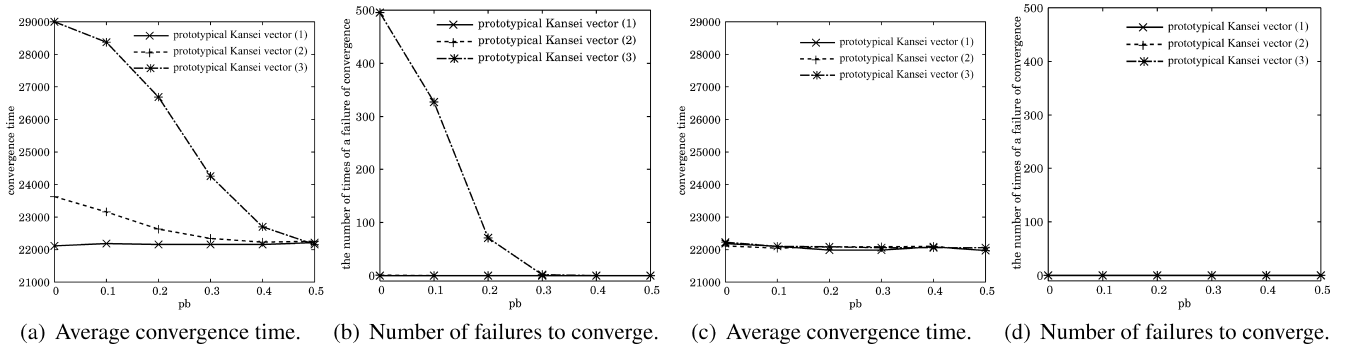 29000
28000
27000
26000
25000
24000
23000
22000
21000
0 0.1 0.2 0.3 0.4 0.5
pb
convergence time
prototypical Kansei vector (1)
prototypical Kansei vector (2)
prototypical Kansei vector (3)
(a) Average convergence time.
500
400
300
200
100
0
0 0.1 0.2 0.3 0.4 0.5
pb
the number of times of a failure of convergence
prototypical Kansei vector (1)
prototypical Kansei vector (2)
prototypical Kansei vector (3)
(b) Number of failures to converge.
29000
28000
27000
26000
25000
24000
23000
22000
21000
0 0.1 0.2 0.3 0.4 0.5
pb
convergence time
prototypical Kansei vector (1)
prototypical Kansei vector (2)
prototypical Kansei vector (3)
(c) Average convergence time.
500
400
300
200
100
0
0 0.1 0.2 0.3 0.4 0.5
pb
the number of times of a failure of convergence
prototypical Kansei vector (1)
prototypical Kansei vector (2)
prototypical Kansei vector (3)
(d) Number of failures to converge.